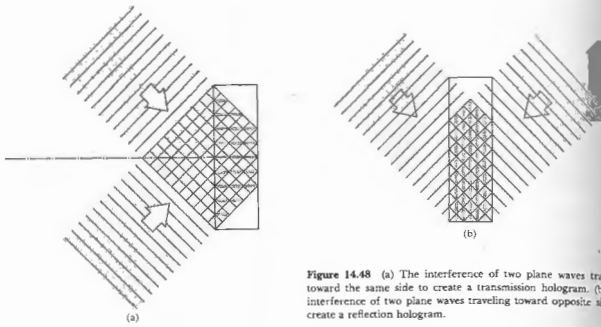 (a)
(b)
Figure 14.48 (a) The interference of two plane waves
toward the same side to create a transmission hologram.
interference of two plane waves traveling toward opposite
create a reflection hologram.